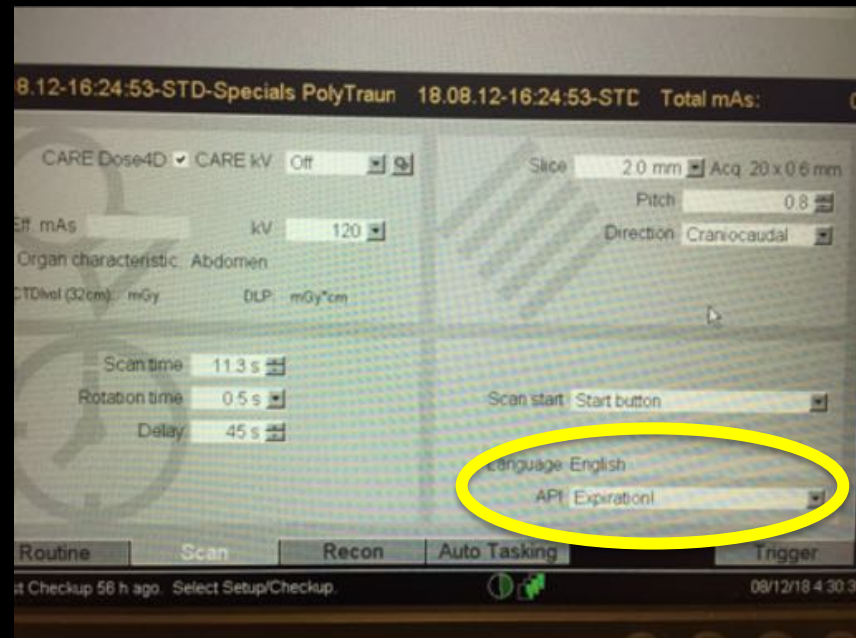 8.12-16:24:53-STD-Specials PolyTraun 18.08.12-16:24:53-STD Total mAs:
CARE Dose4D CARE kV Off
Eff. mAs kV 120
Organ characteristic Abdomen
CTDIvol (32cm): mGy DLP: mGy*cm
Slice 2.0 mm Acq. 20 x 0.6 mm
Pitch 0.8
Direction Craniocaudal
Scan time 11.3 s
Rotation time 0.5 s
Delay 45 s
Scan start Start button
Language English
API ExpirationI
Routine Scan Recon Auto Tasking Trigger
st Checkup 56 h ago. Select Setup/Checkup. 08/12/18 4:30:3